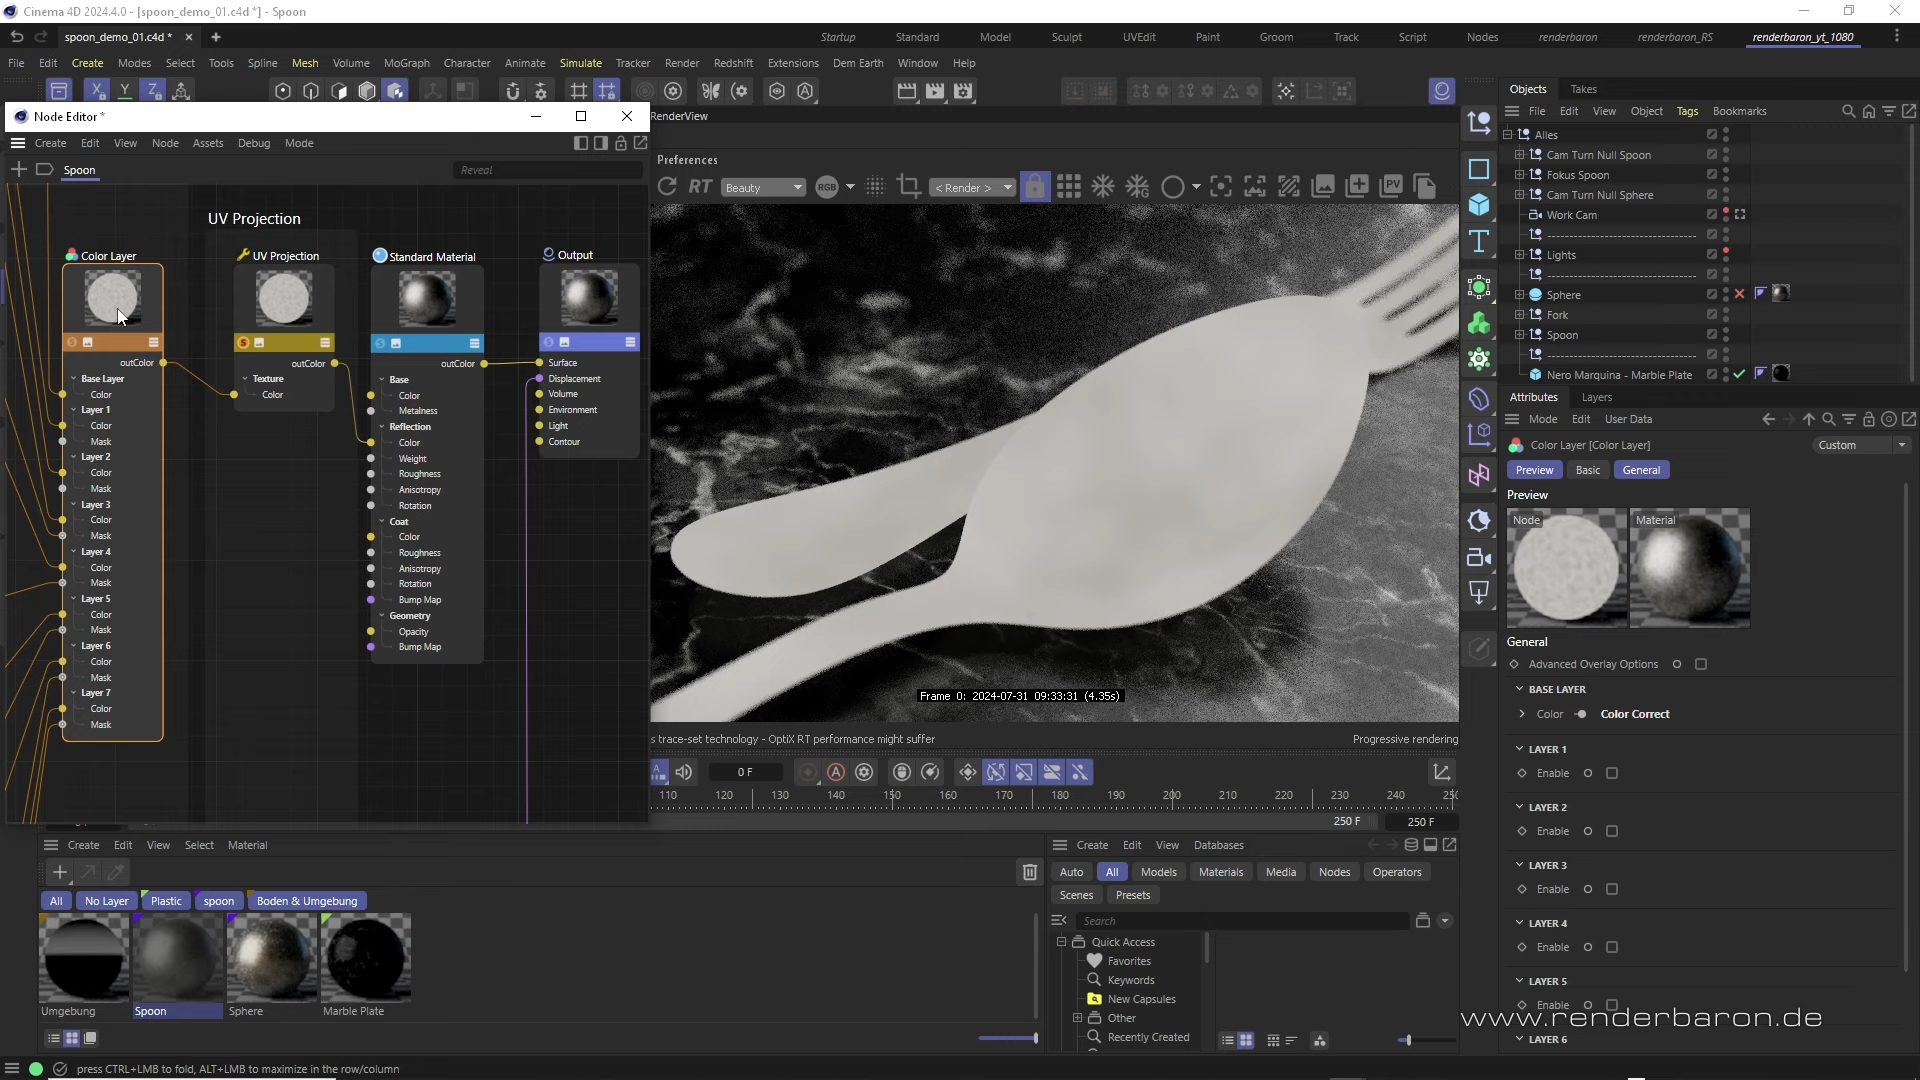 Cinema 4D 2024.4.0 - [spoon_demo_01.c4d *] - Spoon
spoon_demo_01.c4d *
Startup Standard Model Sculpt UVEdit Paint Groom Track Script Nodes renderbaron renderbaron_RS renderbaron_yt_1080
File Edit Create Modes Select Tools Spline Mesh Volume MoGraph Character Animate Simulate Tracker Render Redshift Extensions Dem Earth Window Help
X Y Z
Node Editor *
Create Edit View Node Assets Debug Mode
Spoon
Reveal
UV Projection
Color Layer
outColor
Base Layer
Color
Layer 1
Color
Mask
Layer 2
Color
Mask
Layer 3
Color
Mask
Layer 4
Color
Mask
Layer 5
Color
Mask
Layer 6
Color
Mask
Layer 7
Color
Mask
UV Projection
outColor
Texture
Color
Standard Material
outColor
Base
Color
Metalness
Reflection
Color
Weight
Roughness
Anisotropy
Rotation
Coat
Color
Roughness
Anisotropy
Rotation
Bump Map
Geometry
Opacity
Bump Map
Output
Surface
Displacement
Volume
Environment
Light
Contour
RenderView
Preferences
RT Beauty RGB < Render > PV
Frame 0: 2024-07-31 09:33:31 (4.35s)
s trace-set technology - OptiX RT performance might suffer
Progressive rendering
0 F
110 120 130 140 150 160 170 180 190 200 210 220 230 240 25
250 F
250 F
Objects Takes
File Edit View Object Tags Bookmarks
Alles
Cam Turn Null Spoon
Fokus Spoon
Cam Turn Null Sphere
Work Cam
Lights
Sphere
Fork
Spoon
Nero Marquina - Marble Plate
Attributes Layers
Mode Edit User Data
Color Layer [Color Layer]
Custom
Preview Basic General
Preview
Node
Material
General
Advanced Overlay Options
BASE LAYER
Color
Color Correct
LAYER 1
Enable
LAYER 2
Enable
LAYER 3
Enable
LAYER 4
Enable
LAYER 5
Enable
LAYER 6
www.renderbaron.de
Create Edit View Select Material
All No Layer Plastic spoon Boden & Umgebung
Umgebung
Spoon
Sphere
Marble Plate
Create Edit View Databases
Auto All Models Materials Media Nodes Operators
Scenes Presets
Search
Quick Access
Favorites
Keywords
New Capsules
Other
Recently Created
press CTRL+LMB to fold, ALT+LMB to maximize in the row/column